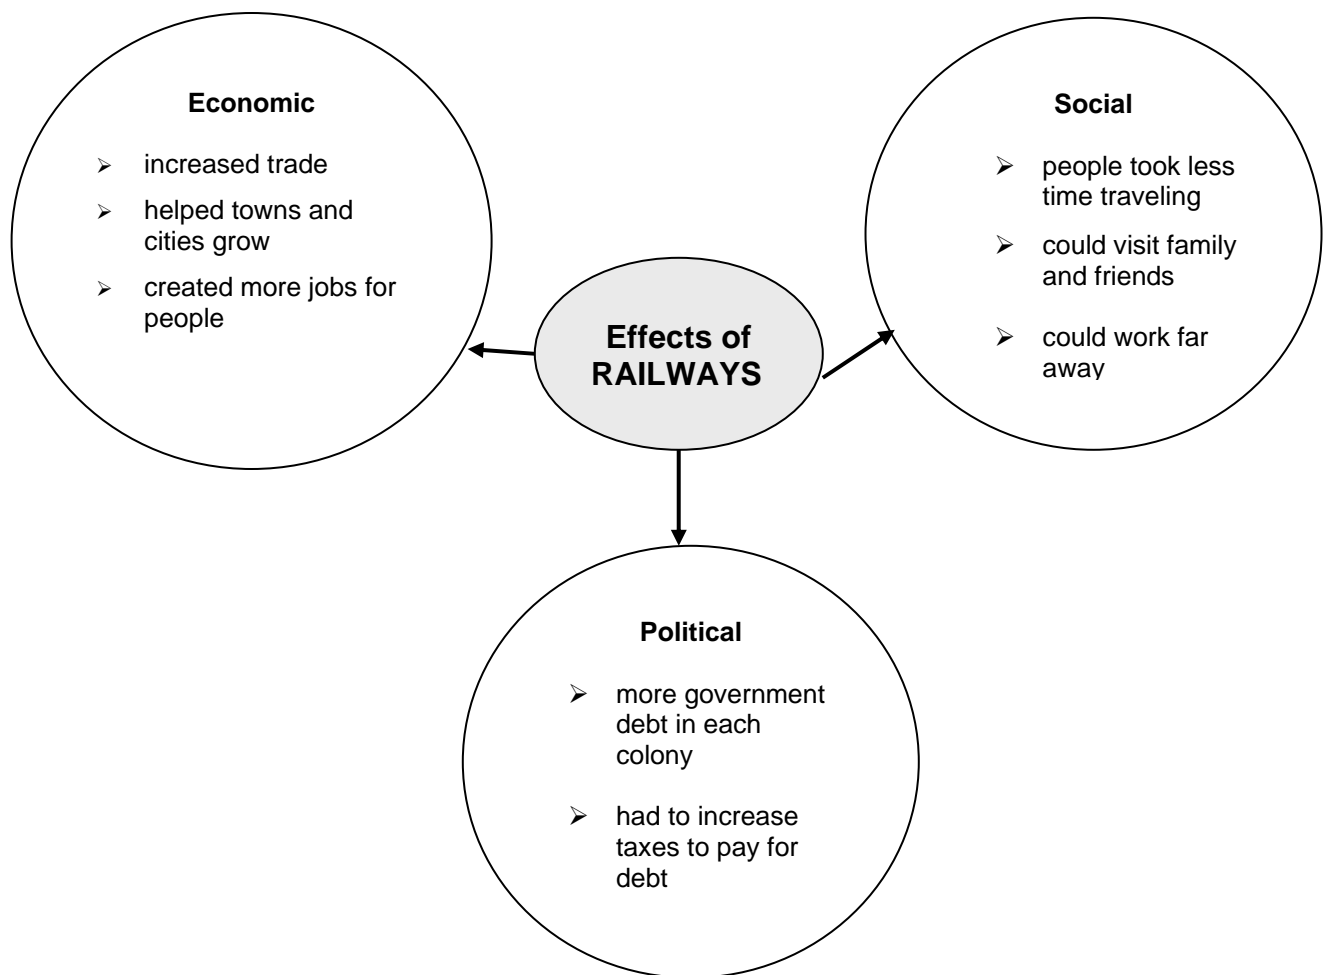 Economic
➢ increased trade
➢ helped towns and
cities grow
➢ created more jobs for
people
Social
➢ people took less
time traveling
➢ could visit family
and friends
➢ could work far
away
Effects of
RAILWAYS
Political
➢ more government
debt in each
colony
➢ had to increase
taxes to pay for
debt